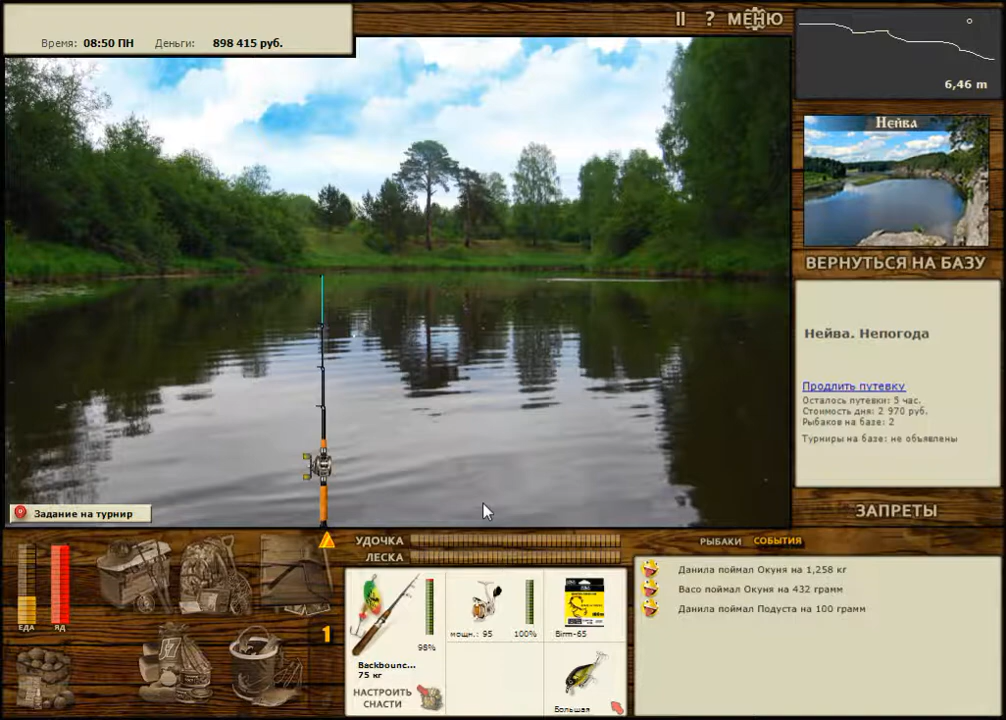 Время: 08:50 ПН Деньги: 898 415 руб.
II ? МЕНЮ
6,46 m
Нейва
ВЕРНУТЬСЯ НА БАЗУ
Нейва. Непогода
Продлить путевку
Осталось путевки: 5 час.
Стоимость дня: 2 970 руб.
Рыбаков на базе: 2
Турниры на базе: не объявлены
ЗАПРЕТЫ
Задание на турнир
УДОЧКА
ЛЕСКА
РЫБАКИ СОБЫТИЯ
Данила поймал Окуня на 1,258 кг
Васо поймал Окуня на 432 грамм
Данила поймал Подуста на 100 грамм
ЕДА ЯД
1
98%
мощн.: 95 100%
Birm-65
Backbounc...
75 кг
НАСТРОИТЬ
СНАСТИ
Большая